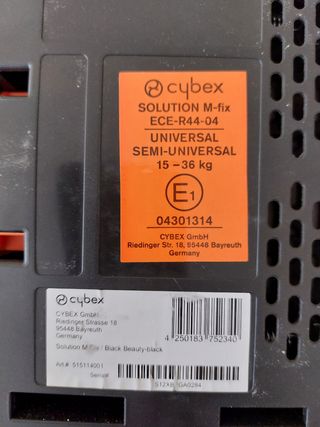 cybex
SOLUTION M-fix
ECE-R44-04
UNIVERSAL
SEMI-UNIVERSAL
15 – 36 kg
E1
04301314
CYBEX GmbH
Riedinger Str. 18, 95448 Bayreuth
Germany
cybex
CYBEX GmbH
Riedinger Strasse 18
95448 Bayreuth
Germany
4 250183 752340
Solution M-Fix / Black Beauty-black
Art.# 515114001
Serial#